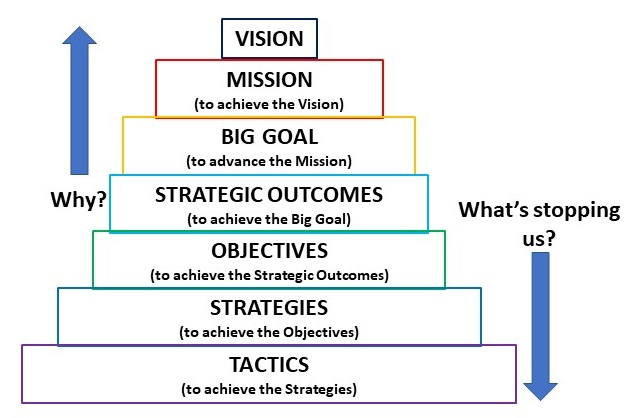 VISION
MISSION
(to achieve the Vision)
BIG GOAL
(to advance the Mission)
Why?
STRATEGIC OUTCOMES
(to achieve the Big Goal)
What's stopping
us?
OBJECTIVES
(to achieve the Strategic Outcomes)
STRATEGIES
(to achieve the Objectives)
TACTICS
(to achieve the Strategies)